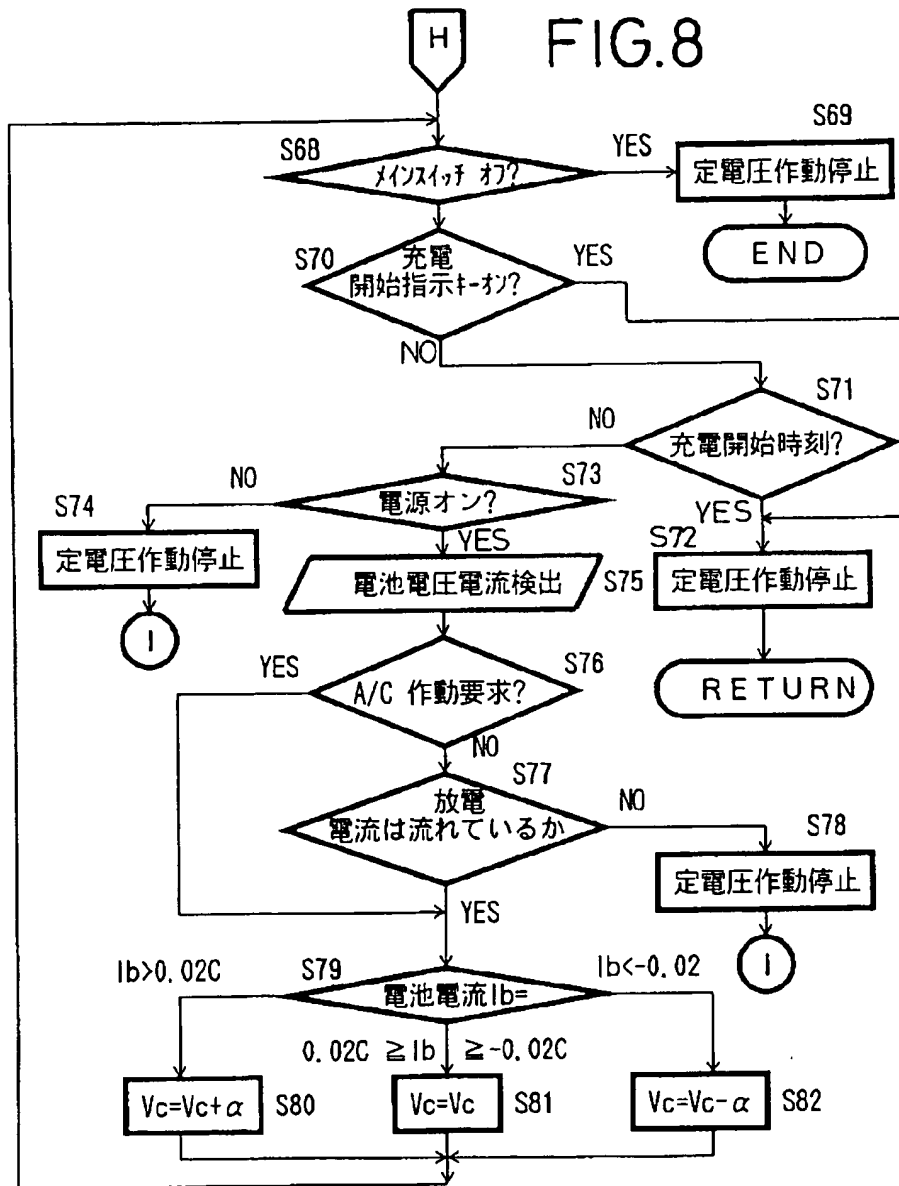 H
FIG.8
S68
メインスイッチ オフ?
YES
S69
定電圧作動停止
END
S70
充電
開始指示キーオン?
YES
NO
S71
充電開始時刻?
NO
YES
S72
定電圧作動停止
RETURN
S73
電源オン?
NO
YES
S74
定電圧作動停止
I
電池電圧電流検出
S75
S76
A/C 作動要求?
YES
NO
S77
放電
電流は流れているか
NO
YES
S78
定電圧作動停止
I
S79
電池電流Ib=
Ib>0.02C
Ib<-0.02
0.02C ≧Ib ≧-0.02C
Vc=Vc+α
S80
Vc=Vc
S81
Vc=Vc-α
S82